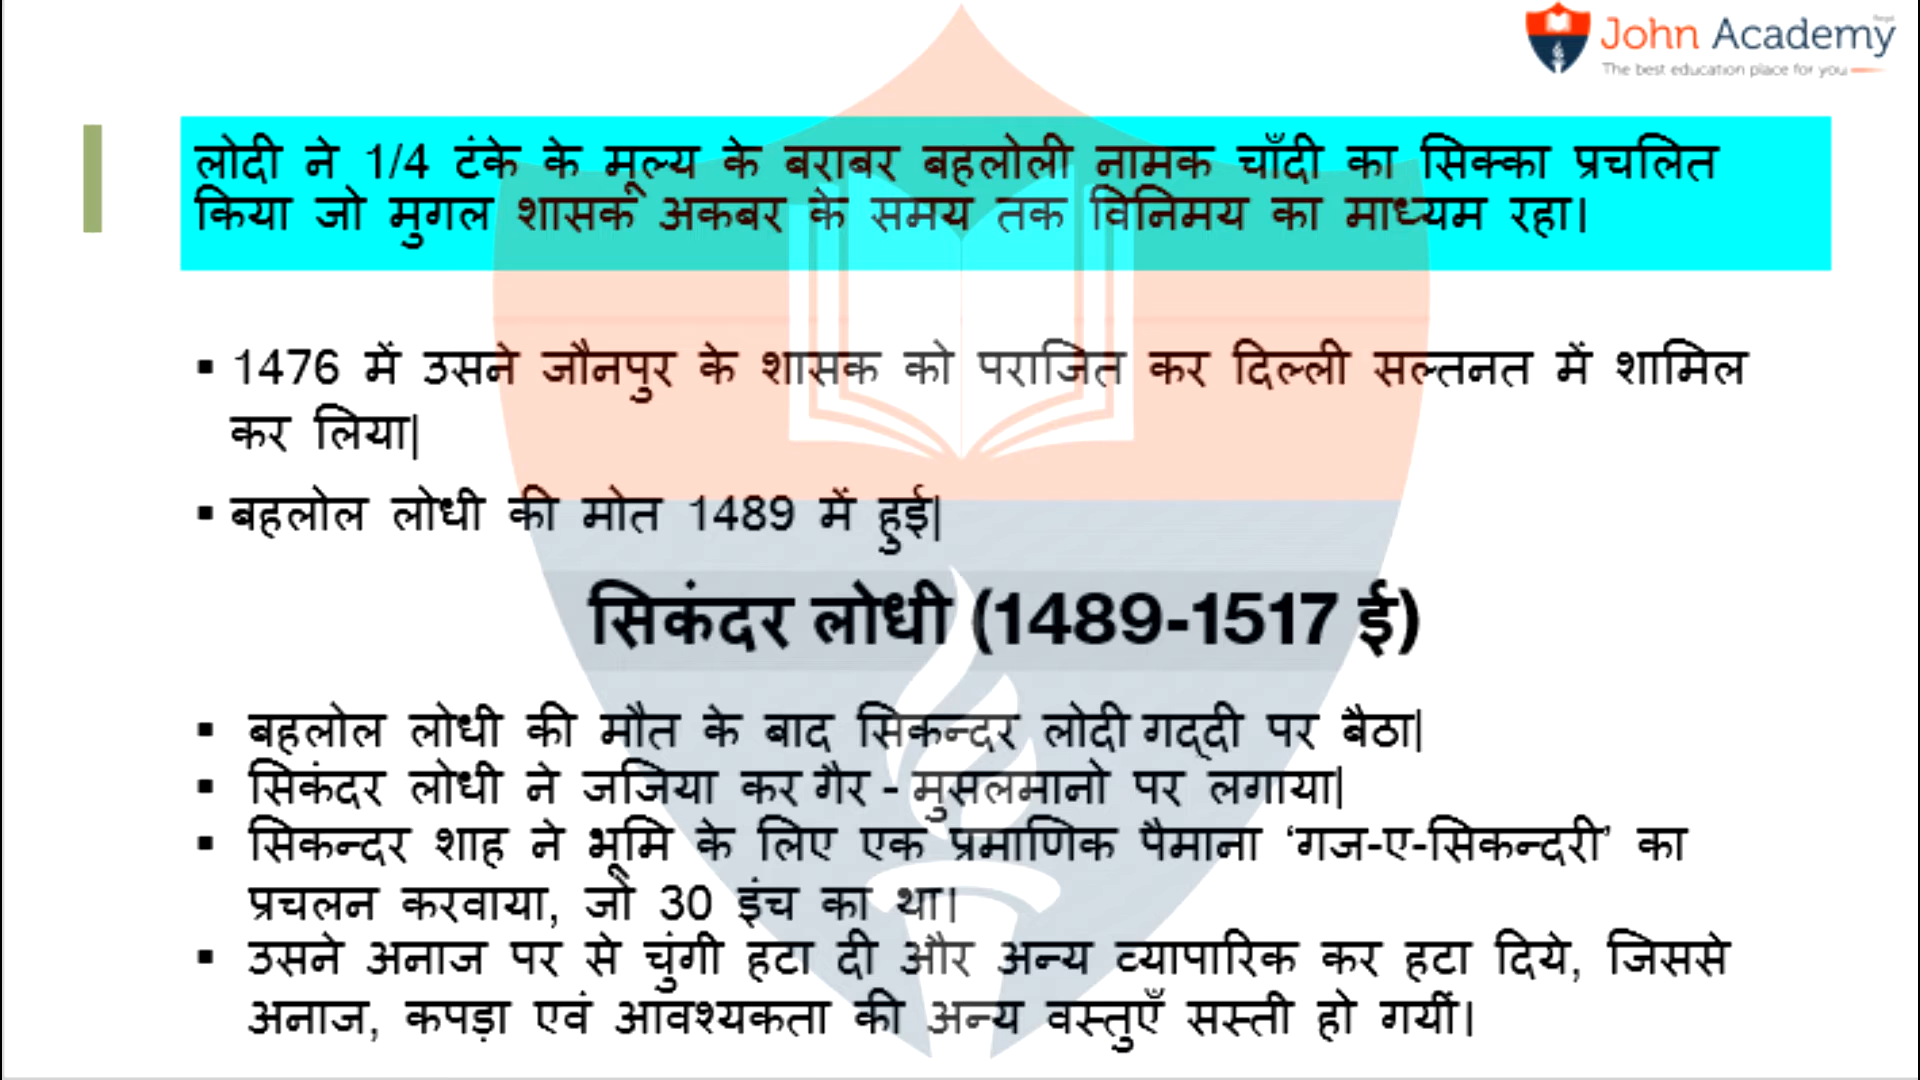 John Academy
The best education place for you
लोदी ने 1/4 टंके के मूल्य के बराबर बहलोली नामक चाँदी का सिक्का प्रचलित
किया जो मुगल शासक अकबर के समय तक विनिमय का माध्यम रहा।
▪ 1476 में उसने जौनपुर के शासक को पराजित कर दिल्ली सल्तनत में शामिल
कर लिया|
▪ बहलोल लोधी की मोत 1489 में हुई|
सिकंदर लोधी (1489-1517 ई)
▪ बहलोल लोधी की मौत के बाद सिकन्दर लोदी गद्दी पर बैठा|
▪ सिकंदर लोधी ने जजिया कर गैर - मुसलमानो पर लगाया|
▪ सिकन्दर शाह ने भूमि के लिए एक प्रमाणिक पैमाना ‘गज-ए-सिकन्दरी’ का
प्रचलन करवाया, जो 30 इंच का था।
▪ उसने अनाज पर से चुंगी हटा दी और अन्य व्यापारिक कर हटा दिये, जिससे
अनाज, कपड़ा एवं आवश्यकता की अन्य वस्तुएँ सस्ती हो गयीं।